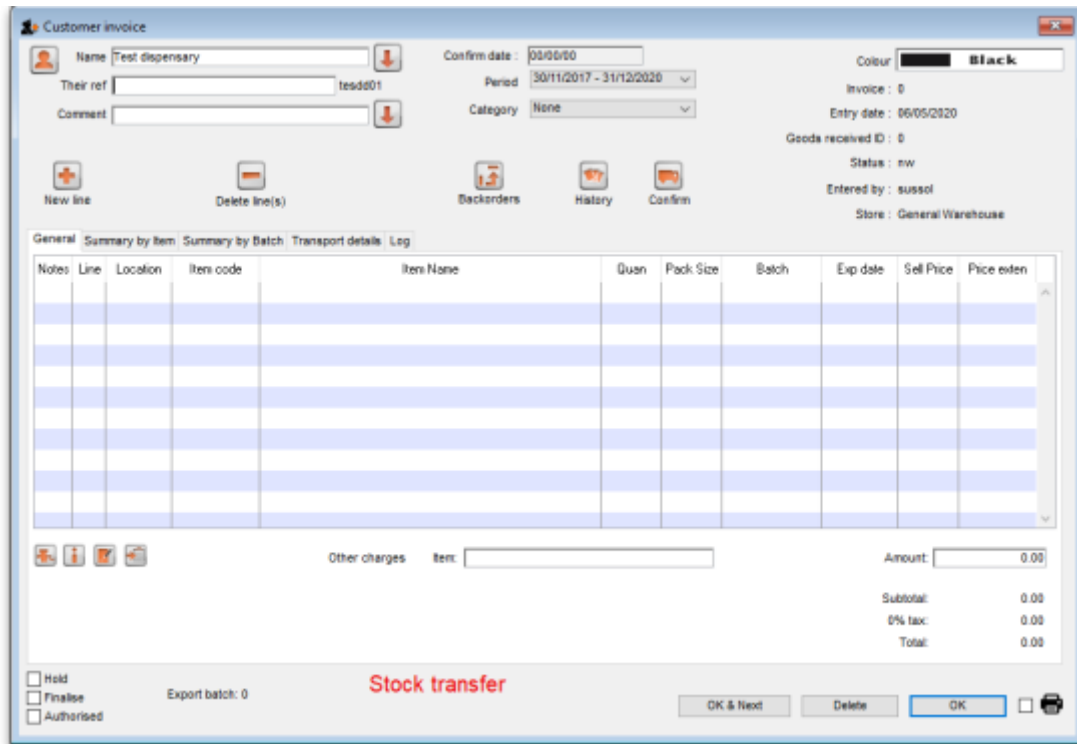 Customer invoice
Name Test dispensary
Their ref tesdd01
Comment
Confirm date : 00/00/00
Period 30/11/2017 - 31/12/2020
Category None
Colour Black
Invoice : 0
Entry date : 06/05/2020
Goods received ID : 0
Status : nw
Entered by : sussol
Store : General Warehouse
New line Delete line(s) Backorders History Confirm
General Summary by Item Summary by Batch Transport details Log
Notes Line Location Item code Item Name Quan Pack Size Batch Exp date Sell Price Price exten
Other charges Item: Amount: 0.00
Subtotal: 0.00
0% tax: 0.00
Total: 0.00
Hold
Finalise
Authorised
Export batch: 0
Stock transfer
OK & Next Delete OK